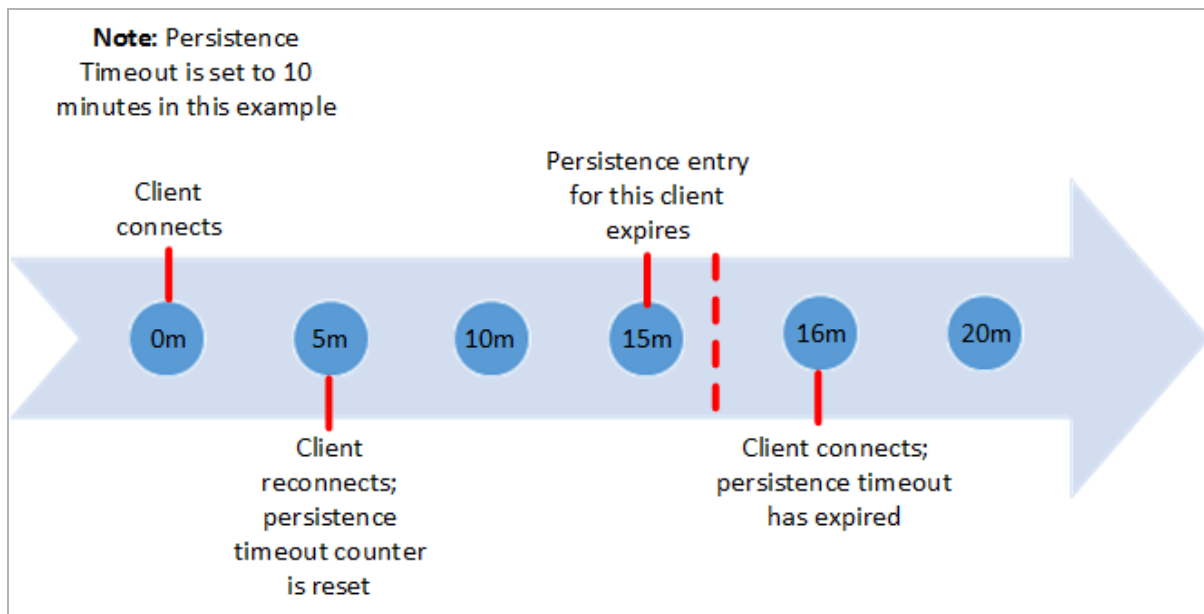 Note: Persistence
Timeout is set to 10
minutes in this example
Client
connects
Persistence entry
for this client
expires
0m
5m
10m
15m
16m
20m
Client
reconnects;
persistence
timeout counter
is reset
Client connects;
persistence timeout
has expired